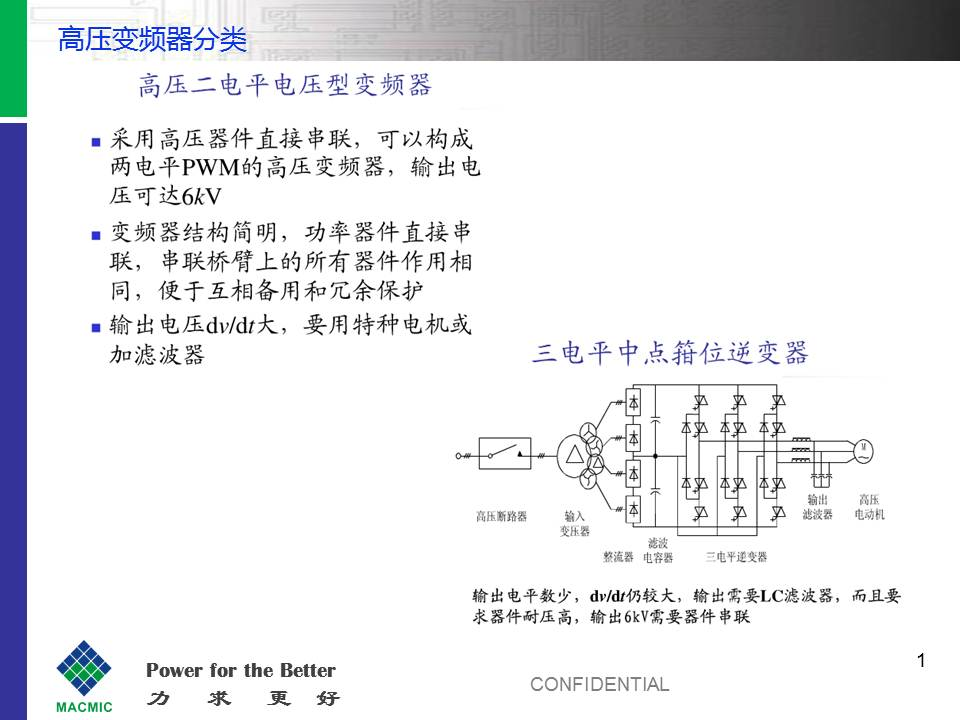 高压变频器分类
高压二电平电压型变频器
采用高压器件直接串联，可以构成
两电平PWM的高压变频器，输出电
压可达6kV
变频器结构简明，功率器件直接串
联，串联桥臂上的所有器件作用相
同，便于互相备用和冗余保护
输出电压dv/dt大，要用特种电机或
加滤波器
三电平中点箝位逆变器
M
高压断路器
输入
变压器
整流器
滤波
电容器
三电平逆变器
输出
滤波器
高压
电动机
输出电平数少，dv/dt仍较大，输出需要LC滤波器，而且要
求器件耐压高，输出6kV需要器件串联
MACMIC
Power for the Better
力 求 更 好
CONFIDENTIAL
1